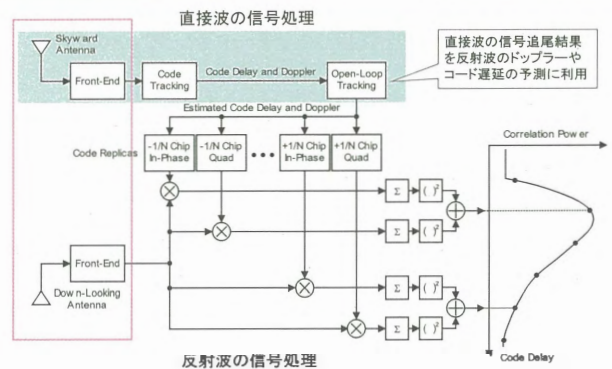 直接波の信号処理
Skyward
Antenna
Front-End
Code
Tracking
Code Delay and Doppler
Open-Loop
Tracking
直接波の信号追尾結果
を反射波のドップラーや
コード遅延の予測に利用
Estimated Code Delay and Doppler
Code Replicas
-1/N Chip
In-Phase
-1/N Chip
Quad
•••
+1/N Chip
In-Phase
+1/N Chip
Quad
Correlation Power
Σ
( )²
Σ
( )²
Front-End
Down-Looking
Antenna
Σ
( )²
Σ
( )²
Code Delay
反射波の信号処理